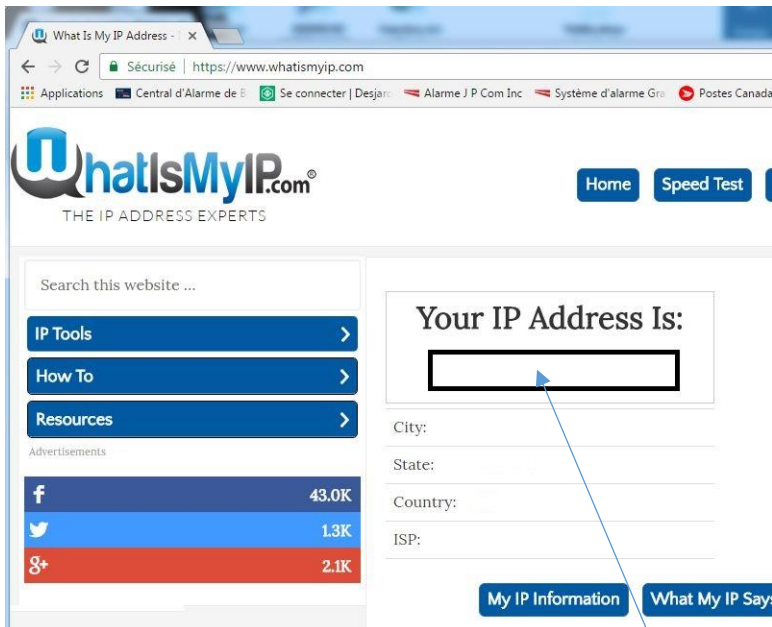 What Is My IP Address -
Sécurisé | https://www.whatismyip.com
Applications Central d'Alarme de Se connecter | Desjar Alarme J P Com Inc Système d'alarme Gra Postes Canada
WhatIsMyIP.com®
THE IP ADDRESS EXPERTS
Home Speed Test
Search this website ...
IP Tools
How To
Resources
Advertisements
43.0K
1.3K
2.1K
Your IP Address Is:
City:
State:
Country:
ISP:
My IP Information What My IP Says